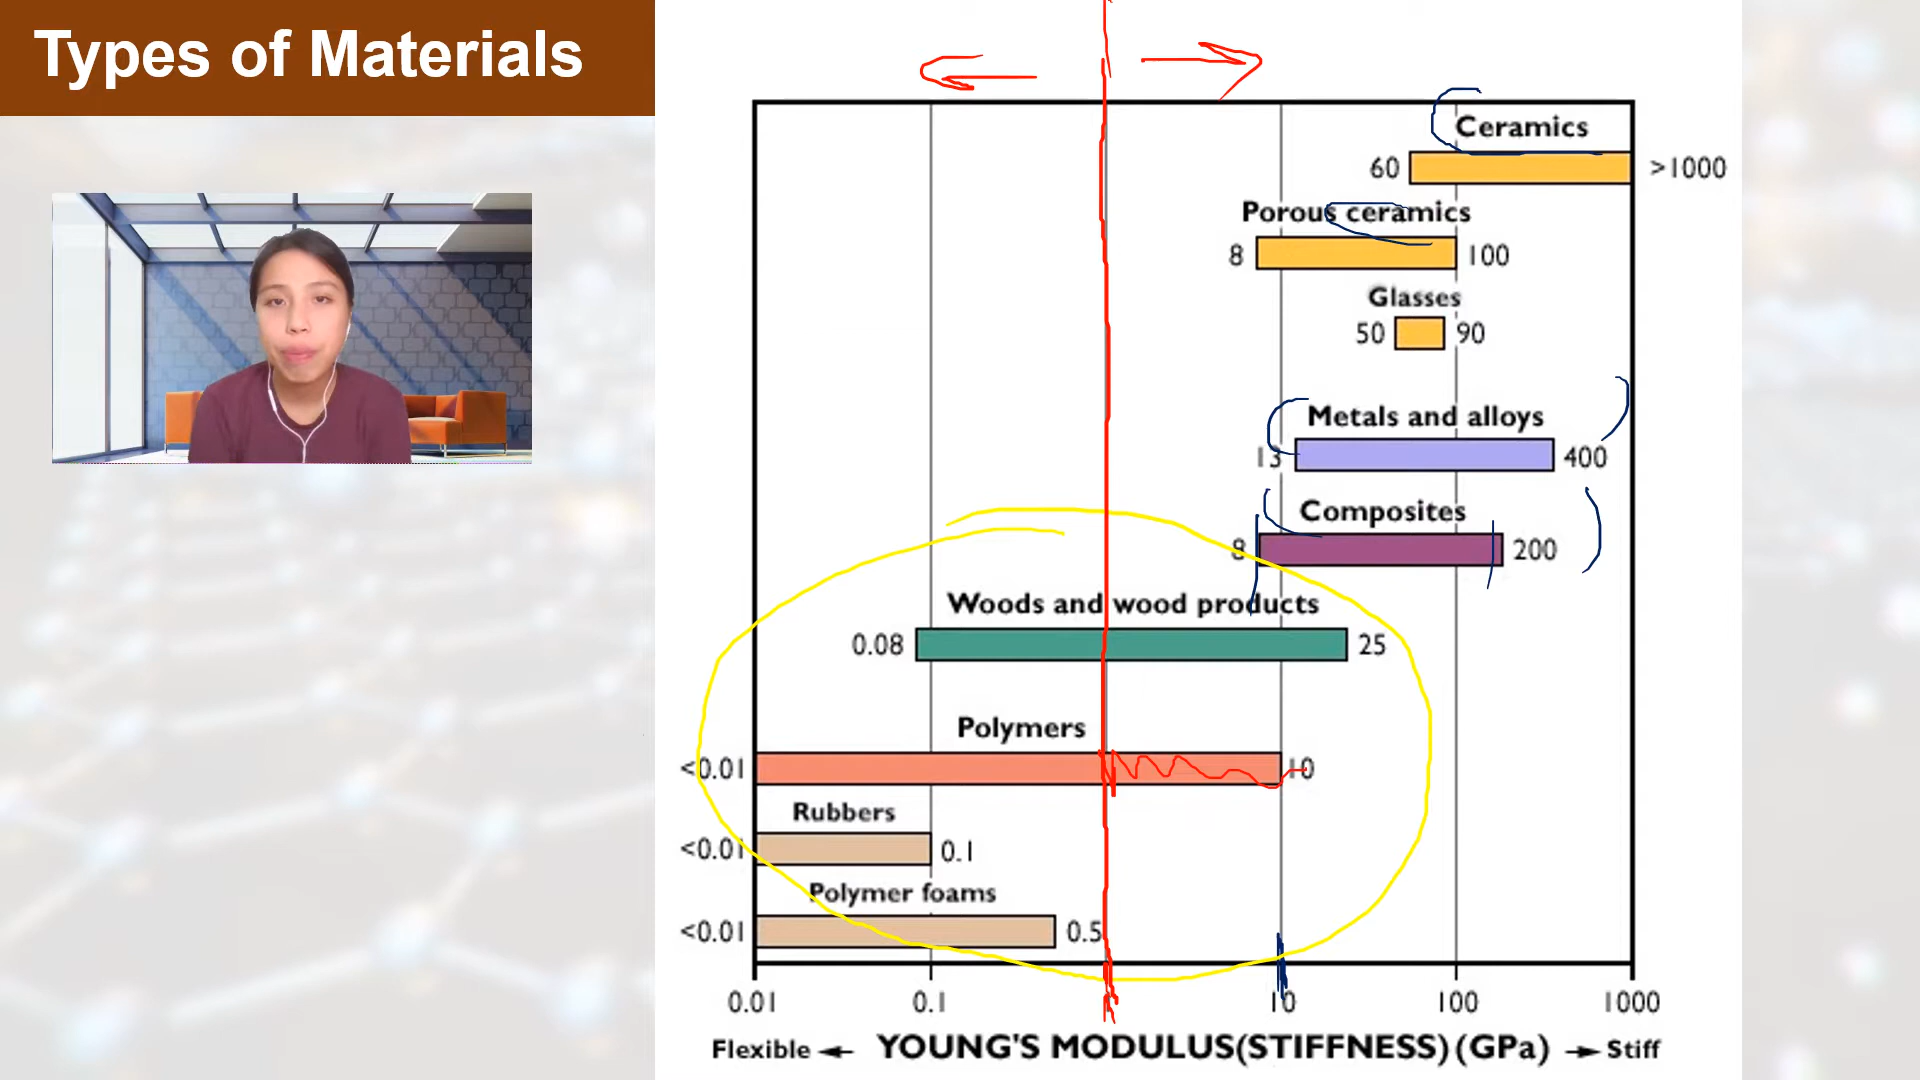 Types of Materials
Ceramics
60 >1000
Porous ceramics
8 100
Glasses
50 90
Metals and alloys
13 400
Composites
8 200
Woods and wood products
0.08 25
Polymers
<0.01 10
Rubbers
<0.01 0.1
Polymer foams
<0.01 0.5
0.01 0.1 10 100 1000
Flexible ← YOUNG'S MODULUS(STIFFNESS) (GPa) → Stiff